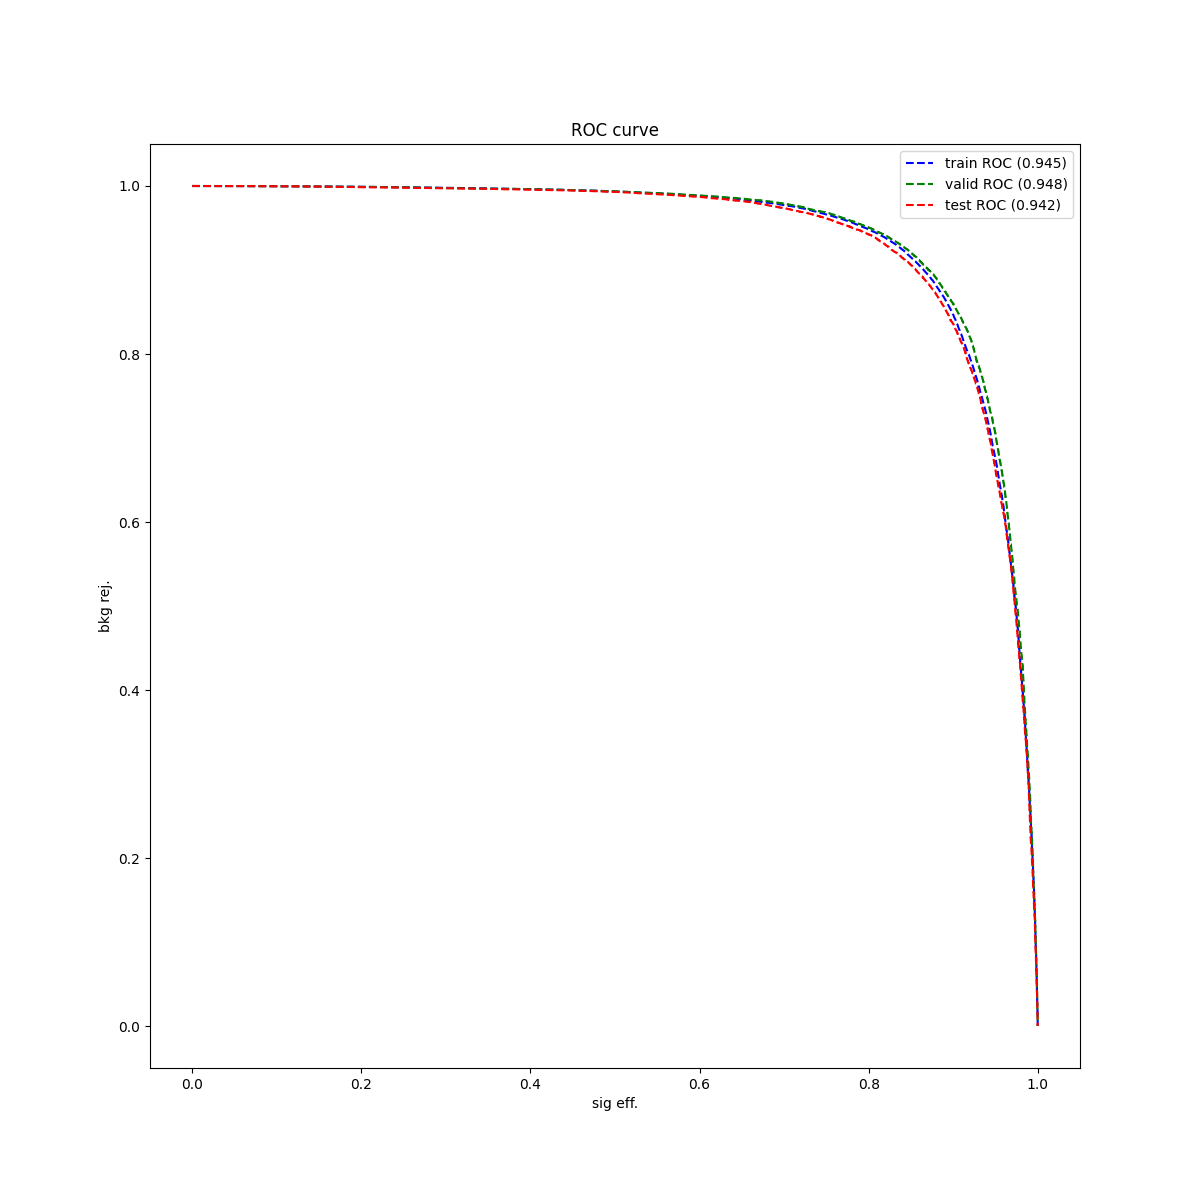 ROC curve
train ROC (0.945)
valid ROC (0.948)
test ROC (0.942)
1.0
0.8
0.6
0.4
0.2
0.0
bkg rej.
0.0 0.2 0.4 0.6 0.8 1.0
sig eff.